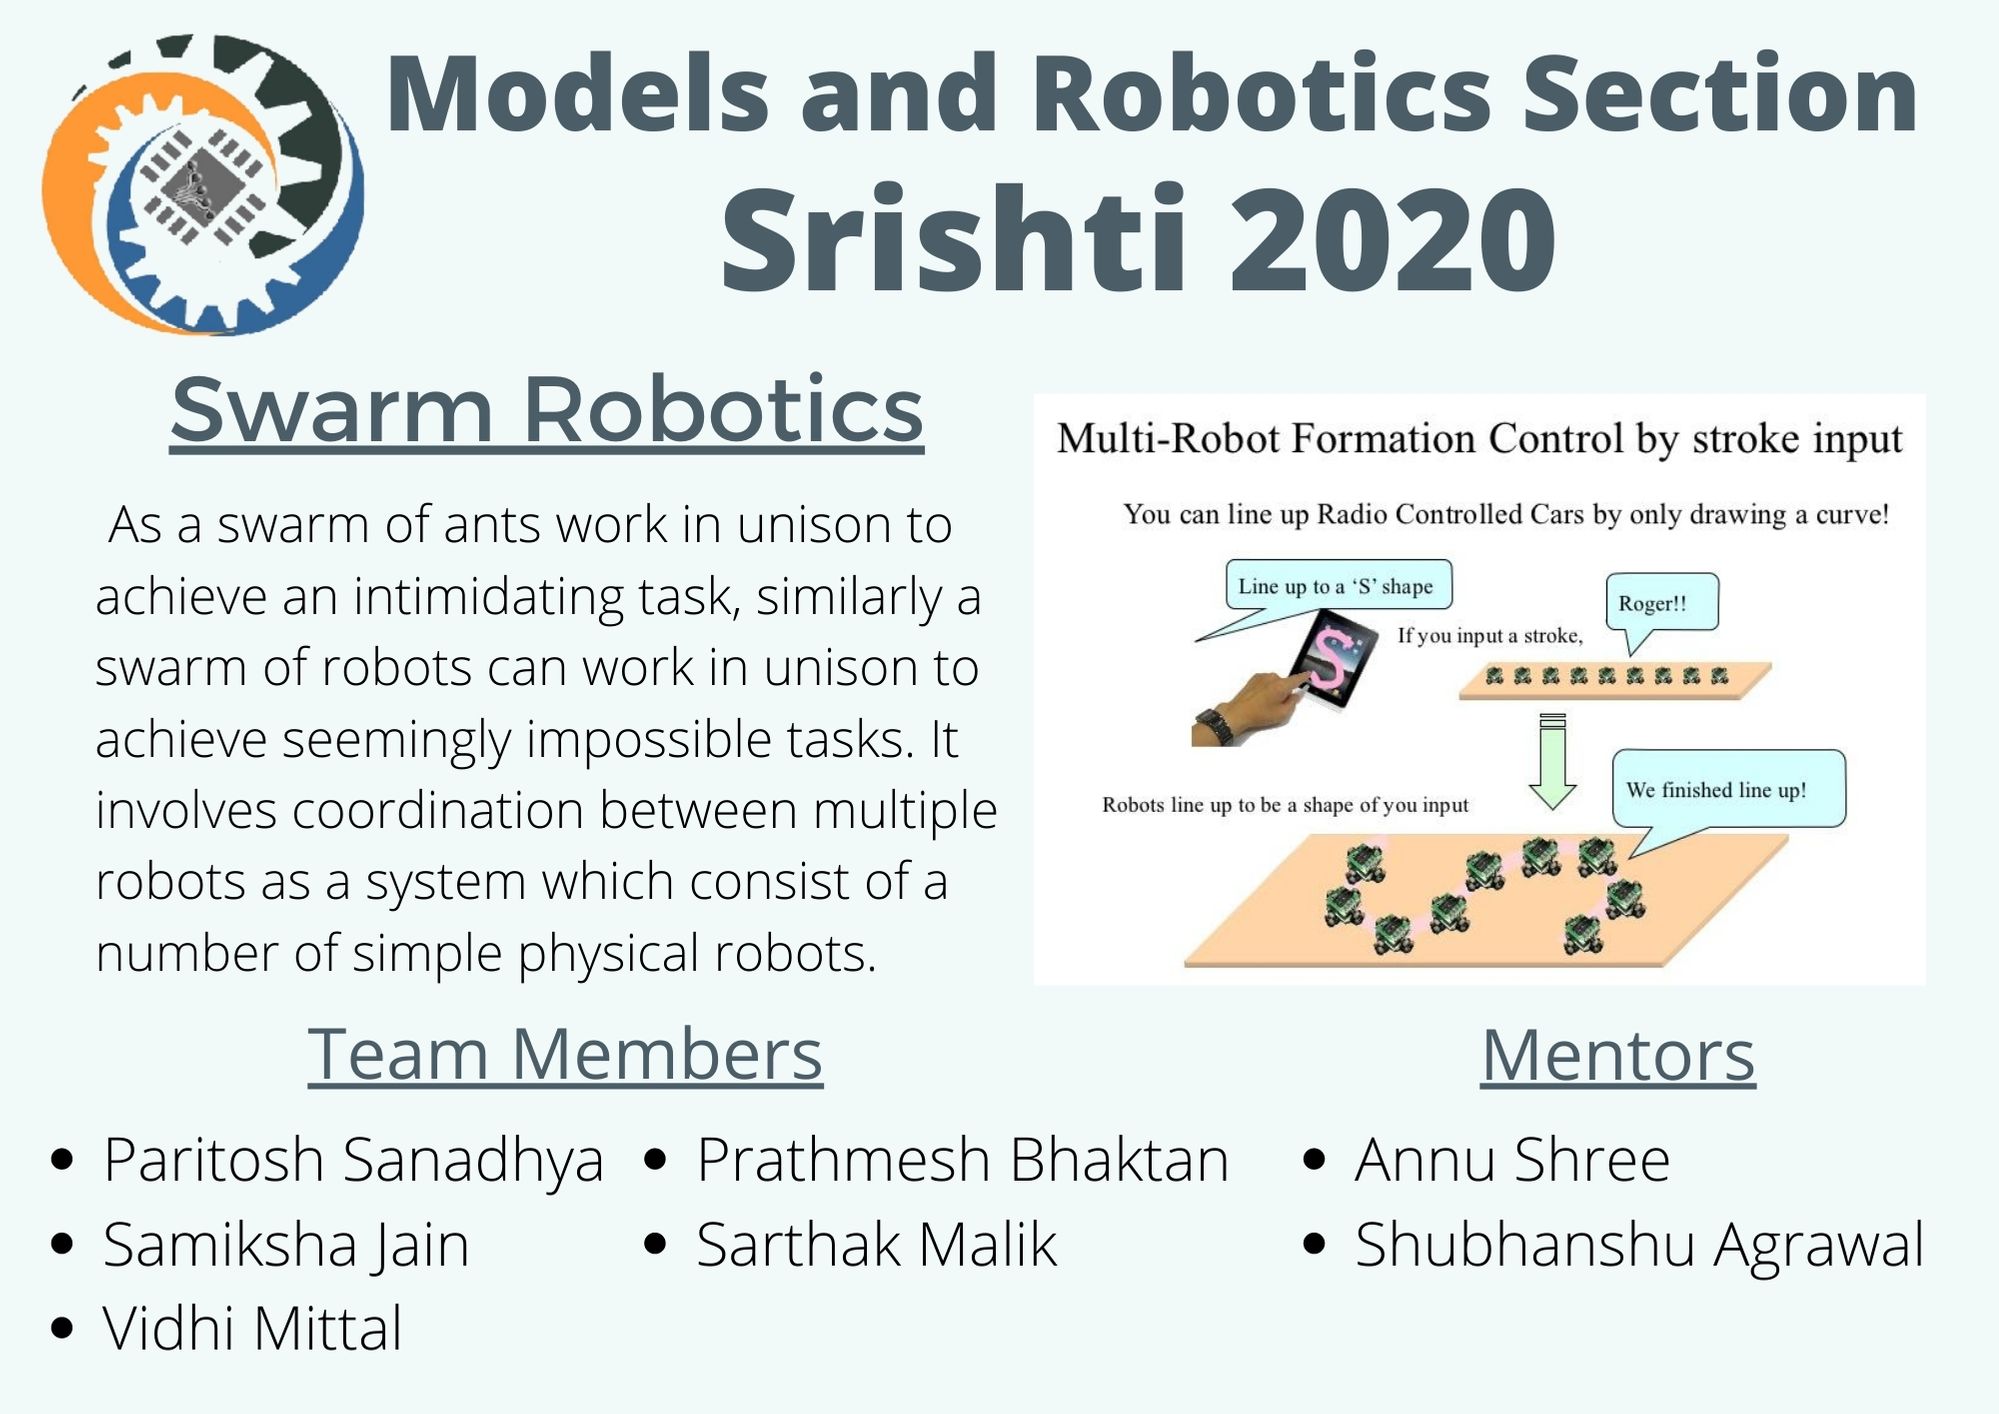 Models and Robotics Section
Srishti 2020
Swarm Robotics
As a swarm of ants work in unison to
achieve an intimidating task, similarly a
swarm of robots can work in unison to
achieve seemingly impossible tasks. It
involves coordination between multiple
robots as a system which consist of a
number of simple physical robots.
Multi-Robot Formation Control by stroke input
You can line up Radio Controlled Cars by only drawing a curve!
Line up to a ‘S’ shape
Roger!!
If you input a stroke,
We finished line up!
Robots line up to be a shape of you input
Team Members
• Paritosh Sanadhya
• Samiksha Jain
• Vidhi Mittal
• Prathmesh Bhaktan
• Sarthak Malik
Mentors
• Annu Shree
• Shubhanshu Agrawal